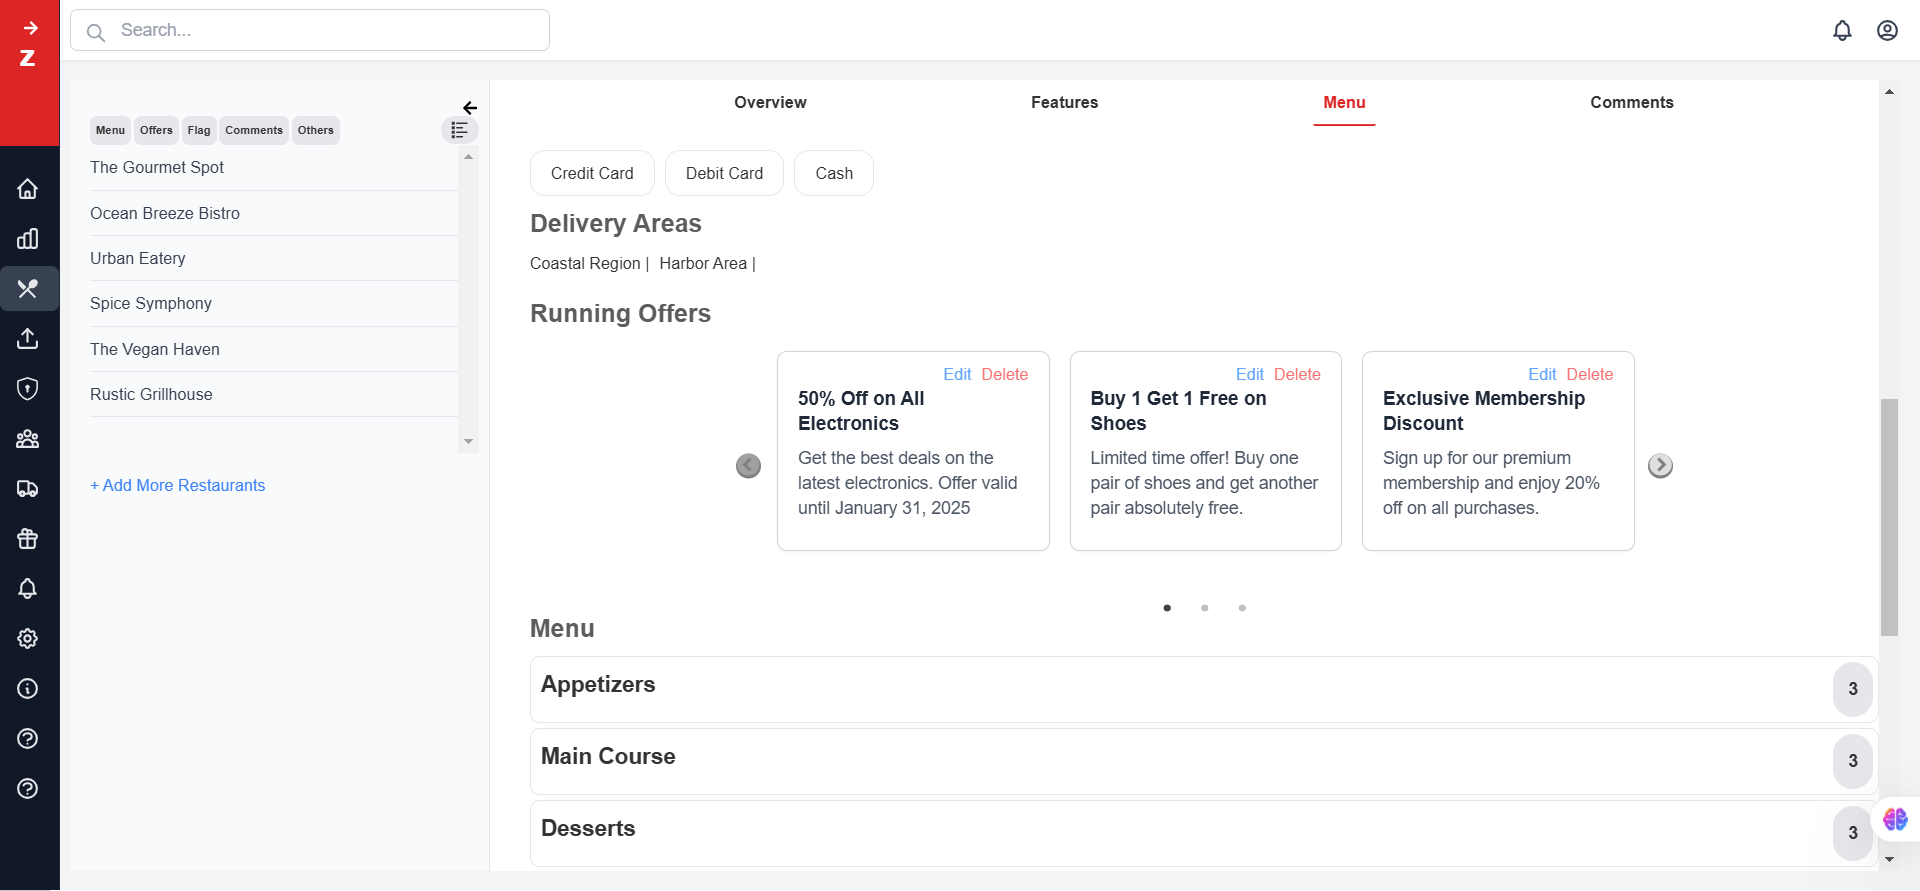 z
Search...
Menu Offers Flag Comments Others
The Gourmet Spot
Ocean Breeze Bistro
Urban Eatery
Spice Symphony
The Vegan Haven
Rustic Grillhouse
+ Add More Restaurants
Overview Features Menu Comments
Credit Card Debit Card Cash
Delivery Areas
Coastal Region | Harbor Area |
Running Offers
Edit Delete
50% Off on All
Electronics
Get the best deals on the
latest electronics. Offer valid
until January 31, 2025
Edit Delete
Buy 1 Get 1 Free on
Shoes
Limited time offer! Buy one
pair of shoes and get another
pair absolutely free.
Edit Delete
Exclusive Membership
Discount
Sign up for our premium
membership and enjoy 20%
off on all purchases.
Menu
Appetizers 3
Main Course 3
Desserts 3